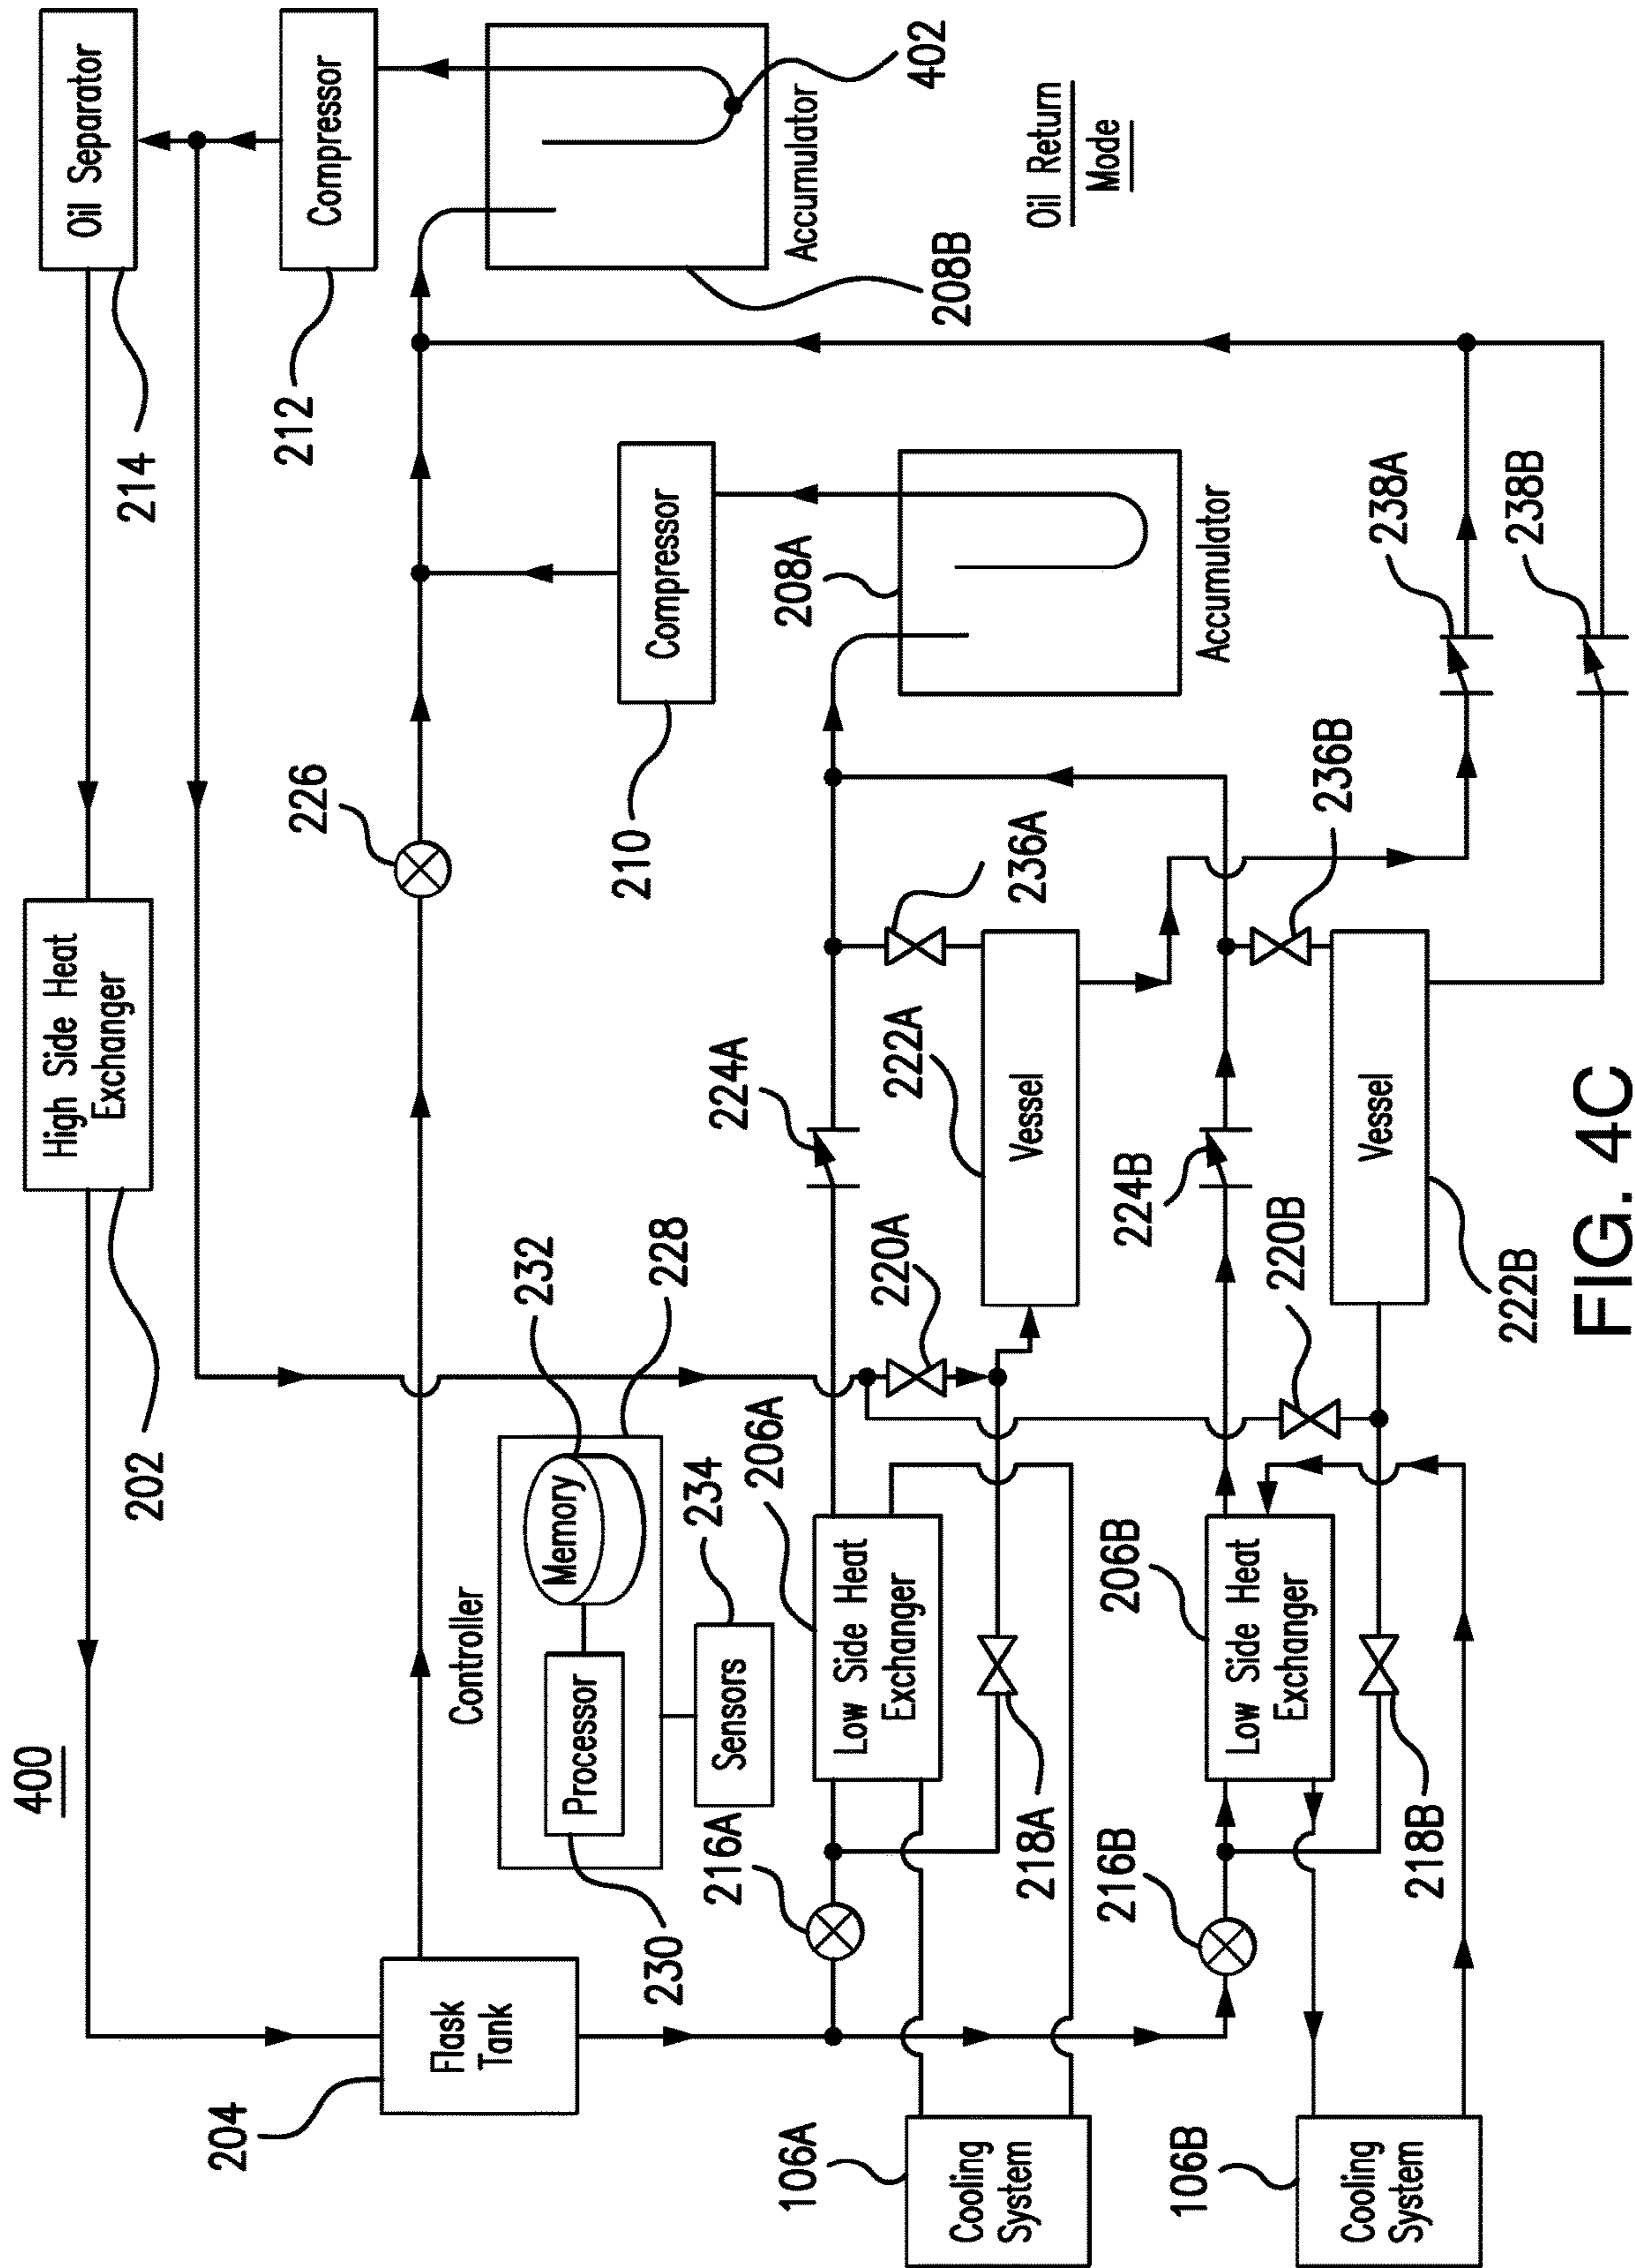 400
202
High Side Heat
Exchanger
214
Oil Separator
204
Flask
Tank
226
212
Compressor
Controller
230
Processor
232
Memory
228
234
Sensors
210
Compressor
402
Accumulator
208B
Oil Return
Mode
216A
206A
Low Side Heat
Exchanger
218A
220A
224A
236A
222A
Vessel
208A
Accumulator
106A
Cooling
System
216B
206B
Low Side Heat
Exchanger
218B
220B
224B
236B
222B
Vessel
238A
238B
106B
Cooling
System
FIG. 4C